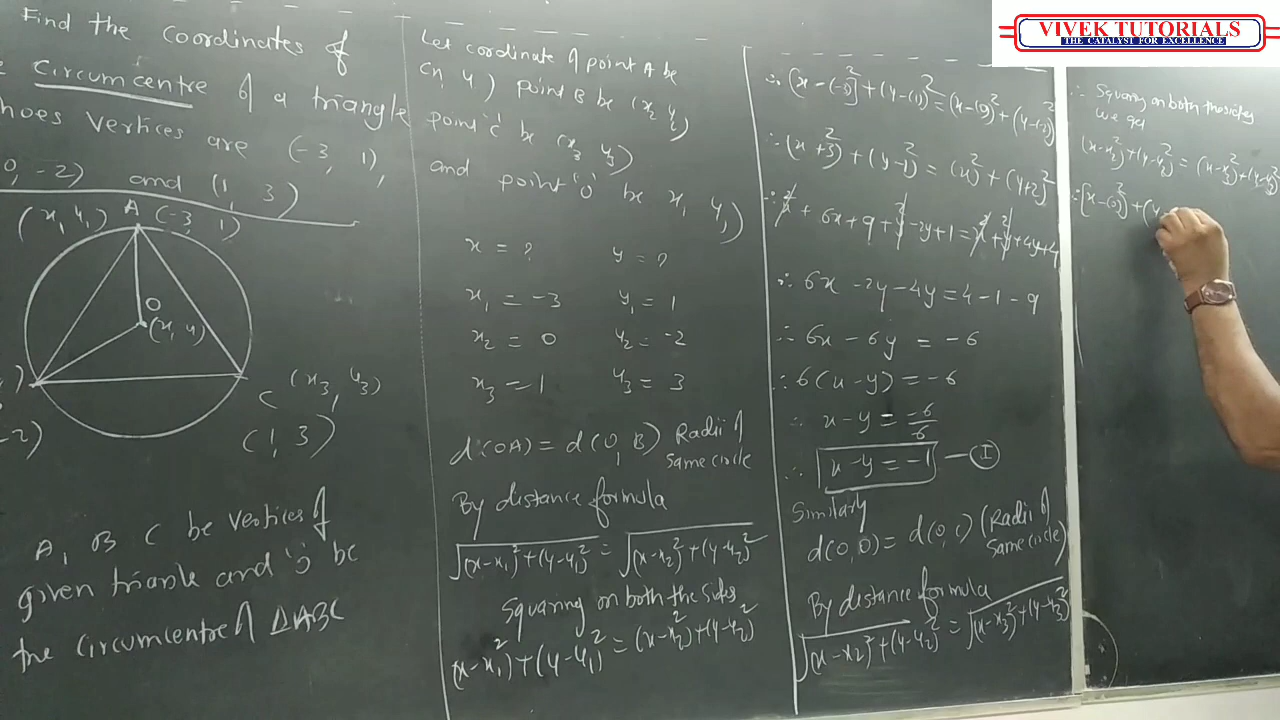 Find the coordinates of
circumcentre of a triangle
hoes vertices are (-3, 1),
0, -2) and (1, 3)
(x, y₁) A (-3, 1)
O
(x, y)
C (x₃, y₃)
-2)
(1, 3)
A, B C be vertices of
given triangle and 'o' be
the circumcentre of △ABC
Let coordinate of point A be
(x, y,) point B be (x₂ y₂)
point 'c' be (x₃ y₃)
and point 'o' be x, y,)
x = ? y = ?
x₁ = -3 y₁ = 1
x₂ = 0 y₂ = -2
x₃ = 1 y₃ = 3
d(OA) = d(O, B) Radii of
same circle
By distance formula
√(x-x₁)²+(y-y₁)² = √(x-x₂)²+(y-y₂)²
Squaring on both the sides
(x-x₁)²+(y-y₁)² = (x-x₂)²+(y-y₂)²
∴ [x-(-3)]²+(y-(1))² = (x-(0))²+(y-(-2))²
∴ (x+3)²+(y-1)² = (x)²+(y+2)²
∴ x²+6x+9+y²-2y+1 = x²+y²+4y+4
∴ 6x-2y-4y = 4-1-9
∴ 6x - 6y = -6
∴ 6(x-y) = -6
∴ x-y = -6/6
∴ x-y = -1 — I
Similarly
d(O, B) = d(O, C) (Radii of
same circle)
By distance formula
√(x-x₂)²+(y-y₂)² = √(x-x₃)²+(y-y₃)²
VIVEK TUTORIALS
THE CATALYST FOR EXCELLENCE
∴ Squaring on both the sides
we get
(x-x₂)²+(y-y₂)² = (x-x₃)²+(y-y₃)²
∴ [x-(0)]²+(y